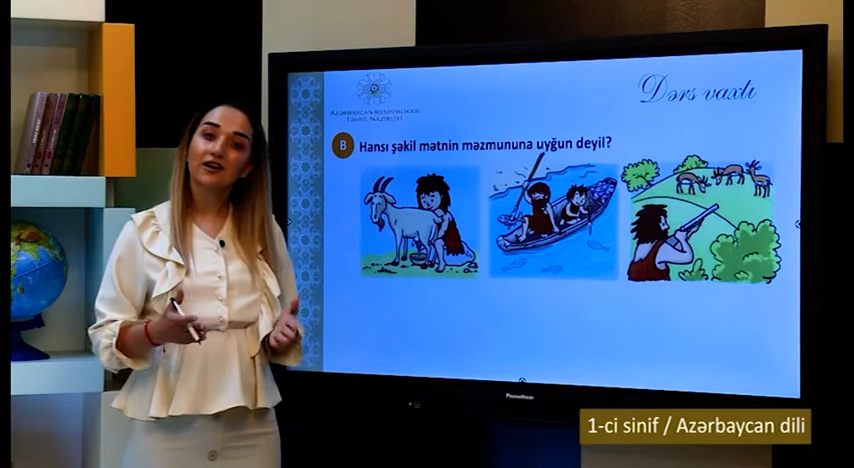 AZƏRBAYCAN RESPUBLİKASI
TƏHSİL NAZİRLİYİ
Dərs vaxtı
B Hansı şəkil mətnin məzmununa uyğun deyil?
Promethean
1-ci sinif / Azərbaycan dili